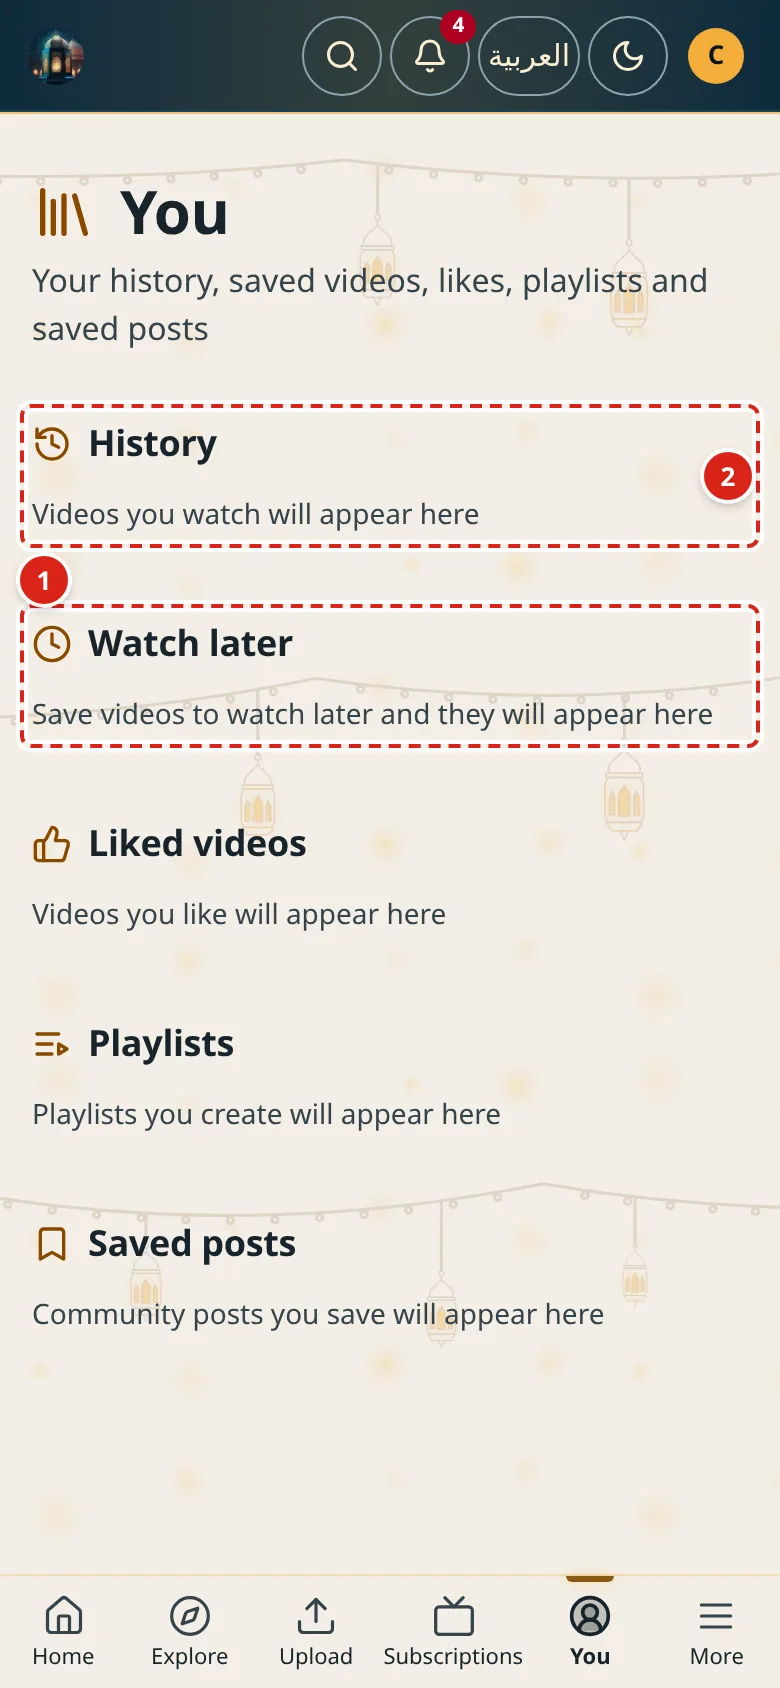 4
العربية
C
You
Your history, saved videos, likes, playlists and
saved posts
History
2
Videos you watch will appear here
1
Watch later
Save videos to watch later and they will appear here
Liked videos
Videos you like will appear here
Playlists
Playlists you create will appear here
Saved posts
Community posts you save will appear here
Home
Explore
Upload
Subscriptions
You
More